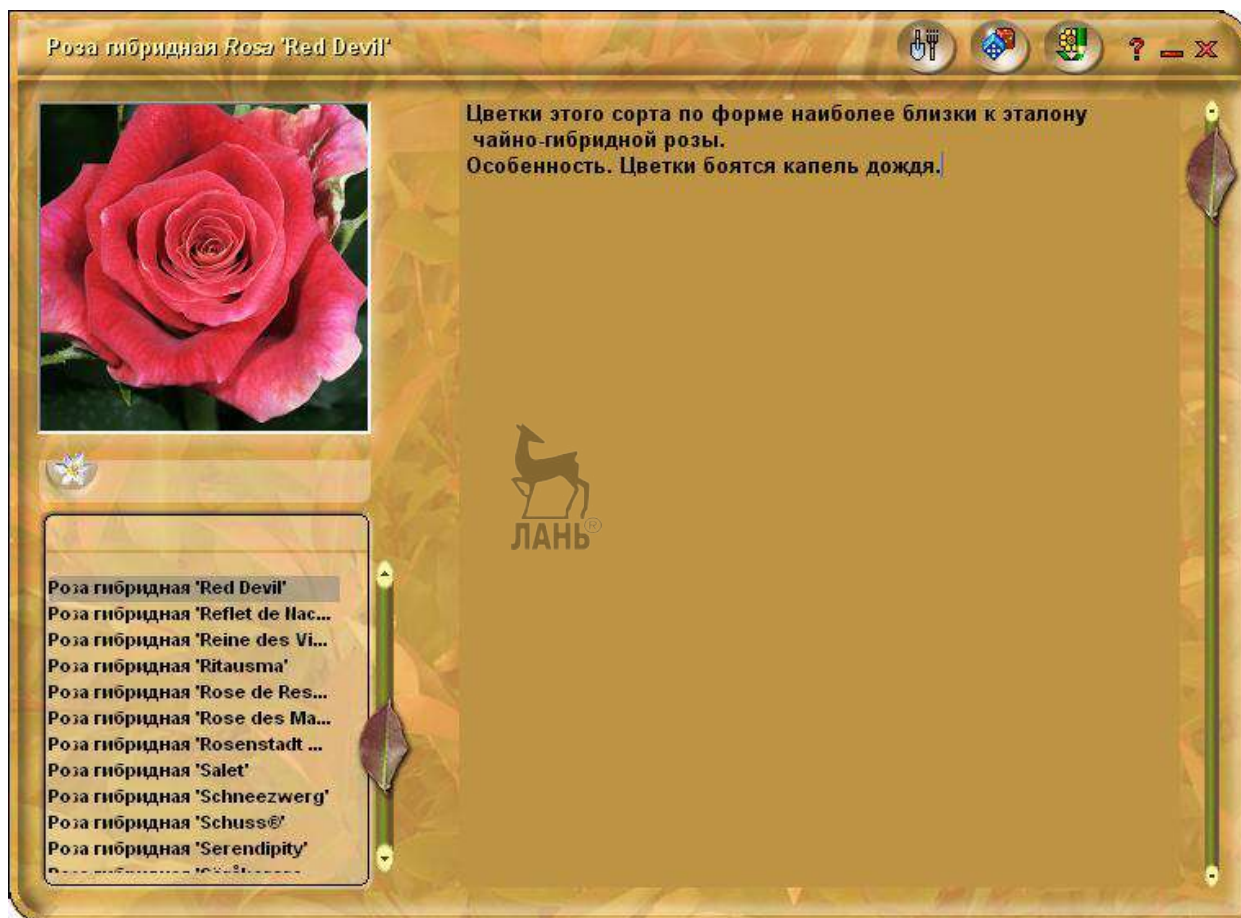 Роза гибридная Rosa 'Red Devil'
Цветки этого сорта по форме наиболее близки к эталону
чайно-гибридной розы.
Особенность. Цветки боятся капель дождя.
ЛАНЬ®
Роза гибридная 'Red Devil'
Роза гибридная 'Reflet de Nac...
Роза гибридная 'Reine des Vi...
Роза гибридная 'Ritausma'
Роза гибридная 'Rose de Res...
Роза гибридная 'Rose des Ma...
Роза гибридная 'Rosenstadt ...
Роза гибридная 'Salet'
Роза гибридная 'Schneezwerg'
Роза гибридная 'Schuss®'
Роза гибридная 'Serendipity'